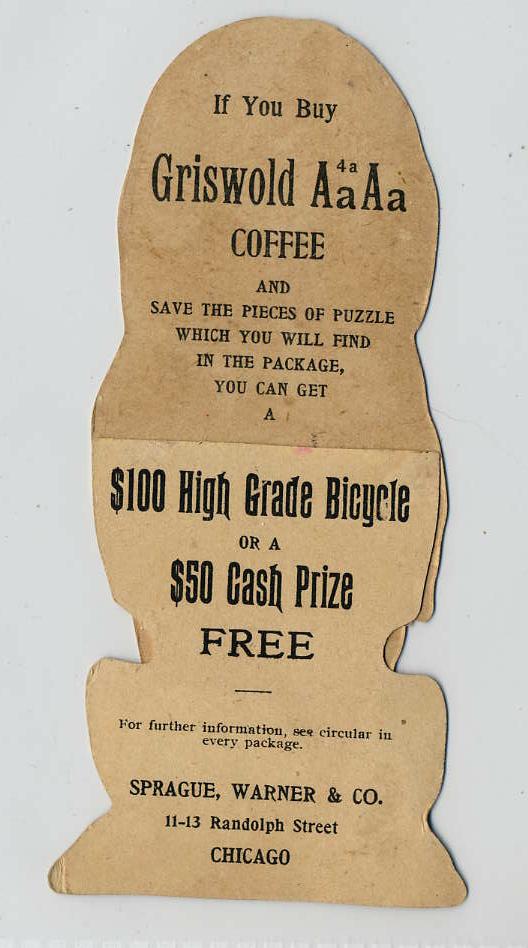 If You Buy
Griswold Aa4aAa
COFFEE
AND
SAVE THE PIECES OF PUZZLE
WHICH YOU WILL FIND
IN THE PACKAGE,
YOU CAN GET
A
$100 High Grade Bicycle
OR A
$50 Cash Prize
FREE
For further information, see circular in
every package.
SPRAGUE, WARNER & CO.
11-13 Randolph Street
CHICAGO